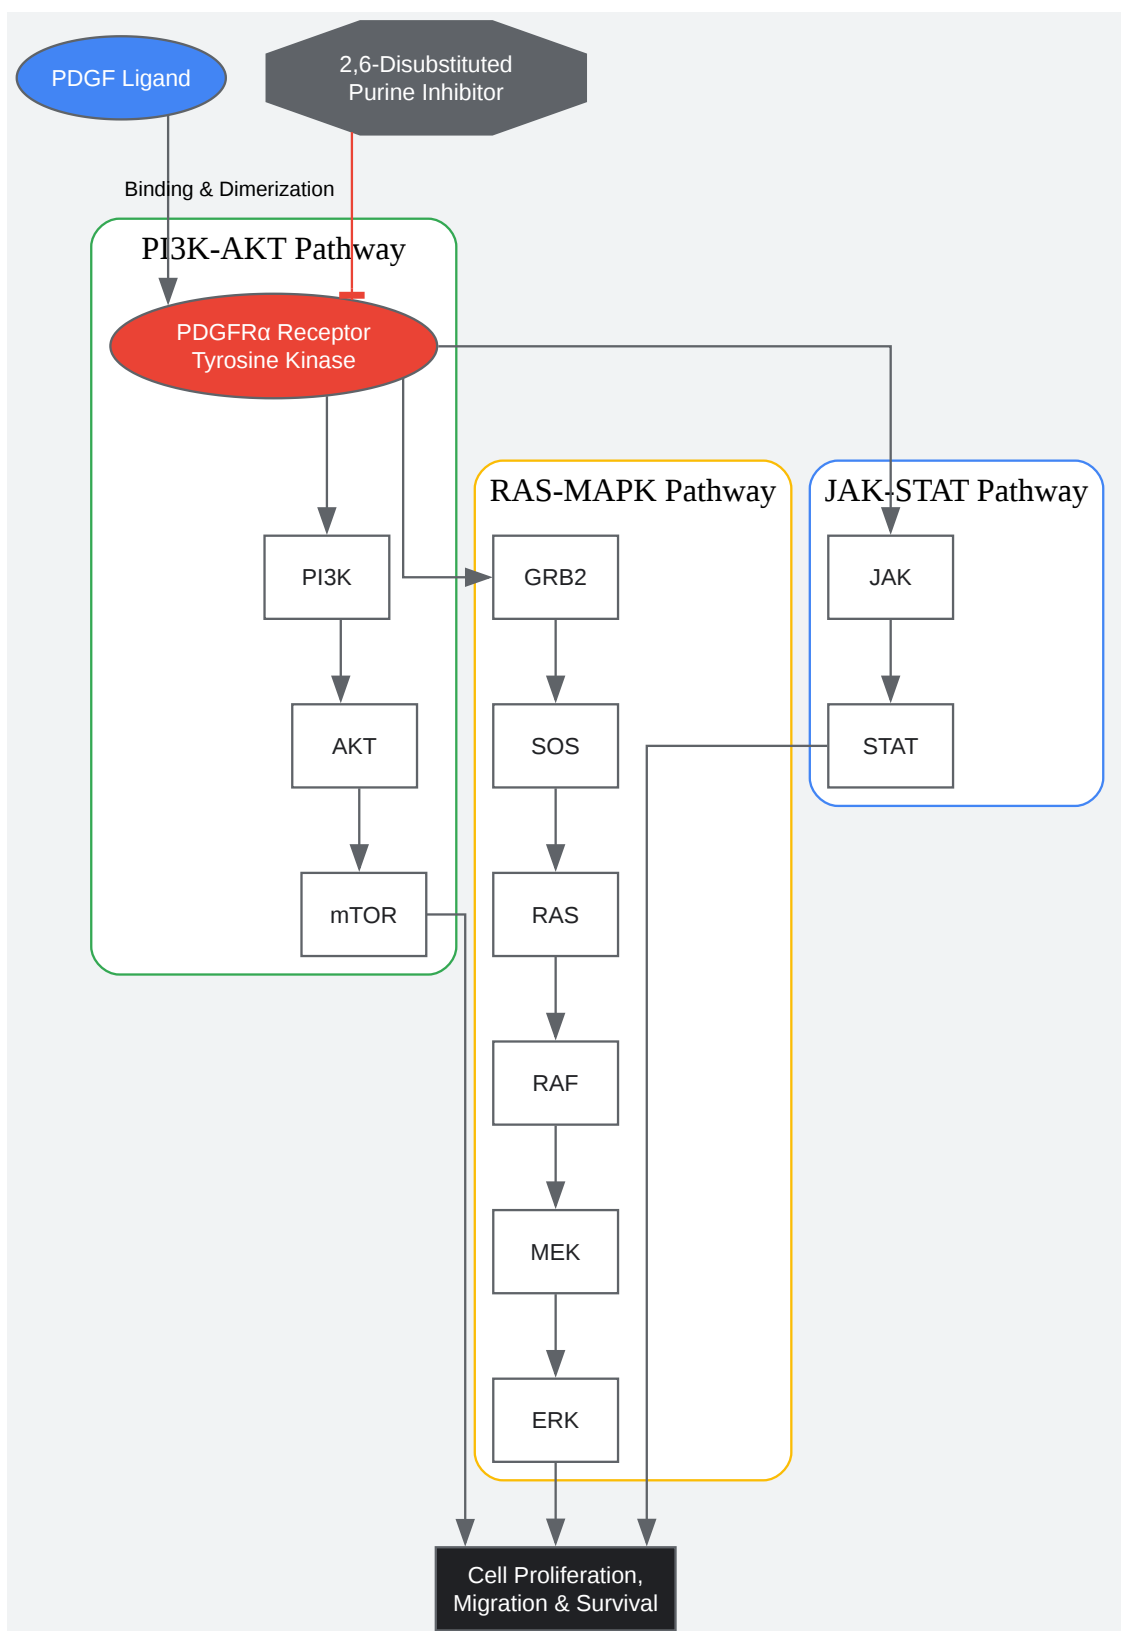 PDGF Ligand
2,6-Disubstituted
Purine Inhibitor
Binding & Dimerization
PI3K-AKT Pathway
PDGFRα Receptor
Tyrosine Kinase
RAS-MAPK Pathway
JAK-STAT Pathway
PI3K
GRB2
JAK
AKT
SOS
STAT
mTOR
RAS
RAF
MEK
ERK
Cell Proliferation,
Migration & Survival